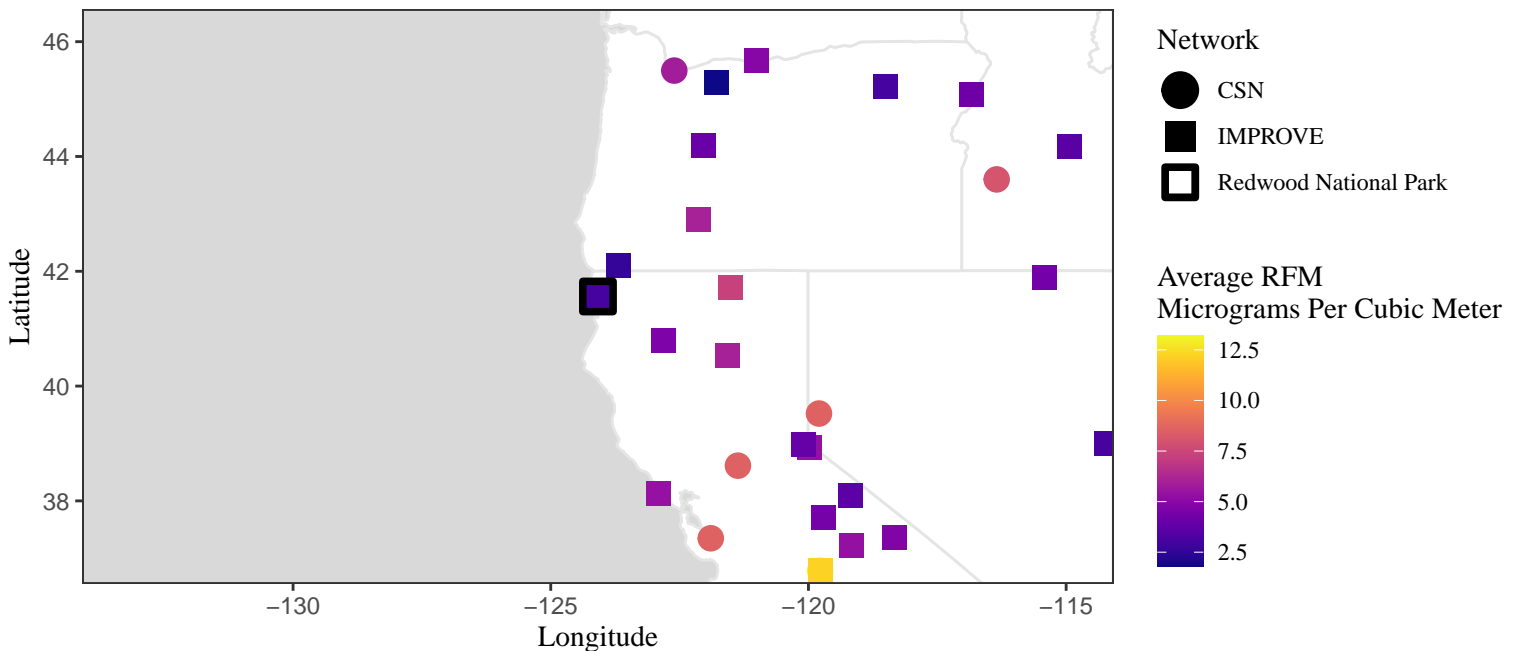 46
44
42
40
38
Latitude
−130
−125
−120
−115
Longitude
Network
CSN
IMPROVE
Redwood National Park
Average RFM
Micrograms Per Cubic Meter
12.5
10.0
7.5
5.0
2.5